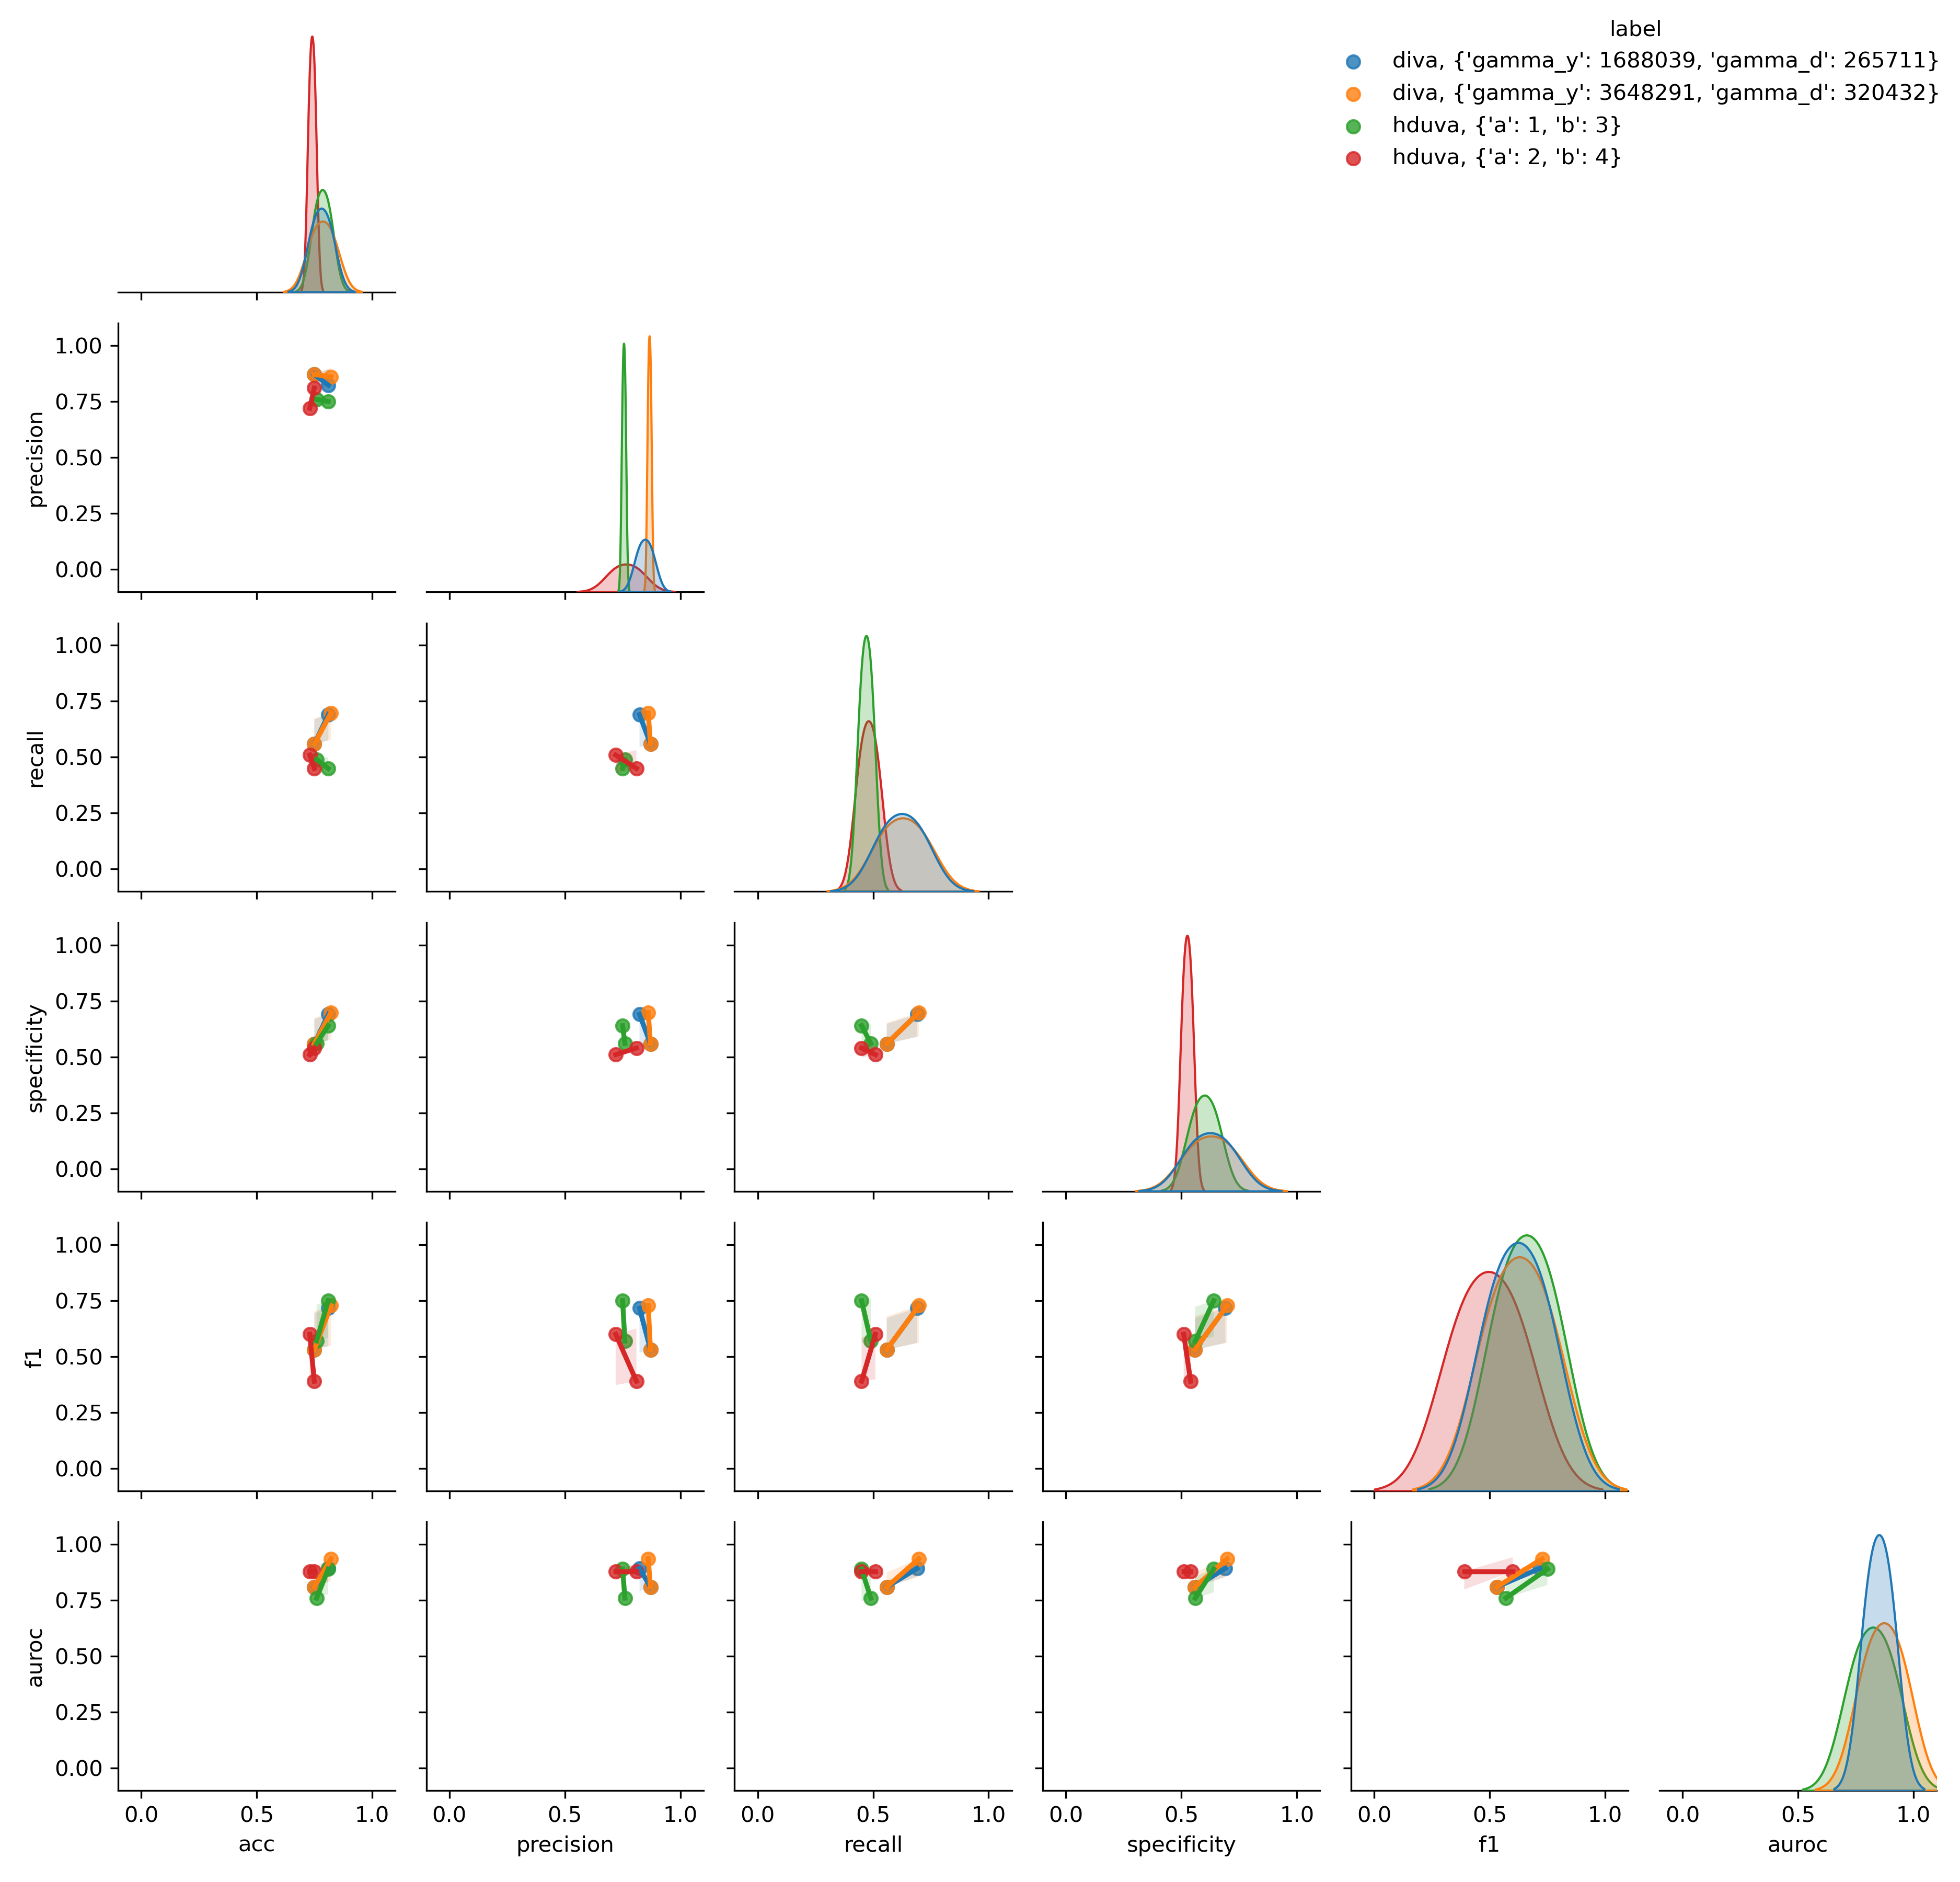 label
diva, {'gamma_y': 1688039, 'gamma_d': 265711}
diva, {'gamma_y': 3648291, 'gamma_d': 320432}
hduva, {'a': 1, 'b': 3}
hduva, {'a': 2, 'b': 4}
1.00
0.75
0.50
0.25
0.00
precision
1.00
0.75
0.50
0.25
0.00
recall
1.00
0.75
0.50
0.25
0.00
specificity
1.00
0.75
0.50
0.25
0.00
f1
1.00
0.75
0.50
0.25
0.00
auroc
0.0 0.5 1.0 0.0 0.5 1.0 0.0 0.5 1.0 0.0 0.5 1.0 0.0 0.5 1.0 0.0 0.5 1.0
acc precision recall specificity f1 auroc